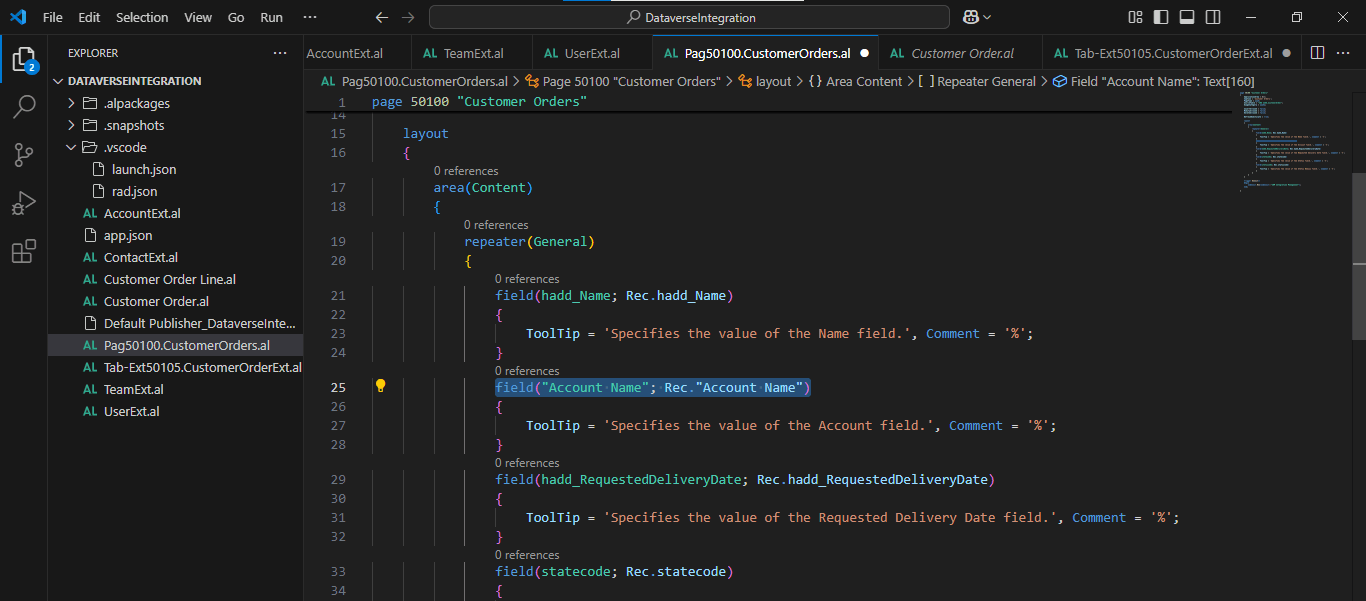 File Edit Selection View Go Run ··· DataverseIntegration
EXPLORER ···
AccountExt.al AL TeamExt.al AL UserExt.al AL Pag50100.CustomerOrders.al AL Customer Order.al AL Tab-Ext50105.CustomerOrderExt.al ···
AL Pag50100.CustomerOrders.al > Page 50100 "Customer Orders" > layout > {} Area Content > [ ] Repeater General > Field "Account Name": Text[160]
DATAVERSEINTEGRATION
.alpackages
.snapshots
.vscode
launch.json
rad.json
AL AccountExt.al
app.json
AL ContactExt.al
AL Customer Order Line.al
AL Customer Order.al
Default Publisher_DataverseInte...
AL Pag50100.CustomerOrders.al
AL Tab-Ext50105.CustomerOrderExt.al
AL TeamExt.al
AL UserExt.al
2
1 page 50100 "Customer Orders"
14
15 layout
16 {
0 references
17 area(Content)
18 {
0 references
19 repeater(General)
20 {
0 references
21 field(hadd_Name; Rec.hadd_Name)
22 {
23 ToolTip = 'Specifies the value of the Name field.', Comment = '%';
24 }
0 references
25 field("Account Name"; Rec."Account Name")
26 {
27 ToolTip = 'Specifies the value of the Account field.', Comment = '%';
28 }
0 references
29 field(hadd_RequestedDeliveryDate; Rec.hadd_RequestedDeliveryDate)
30 {
31 ToolTip = 'Specifies the value of the Requested Delivery Date field.', Comment = '%';
32 }
0 references
33 field(statecode; Rec.statecode)
34 {